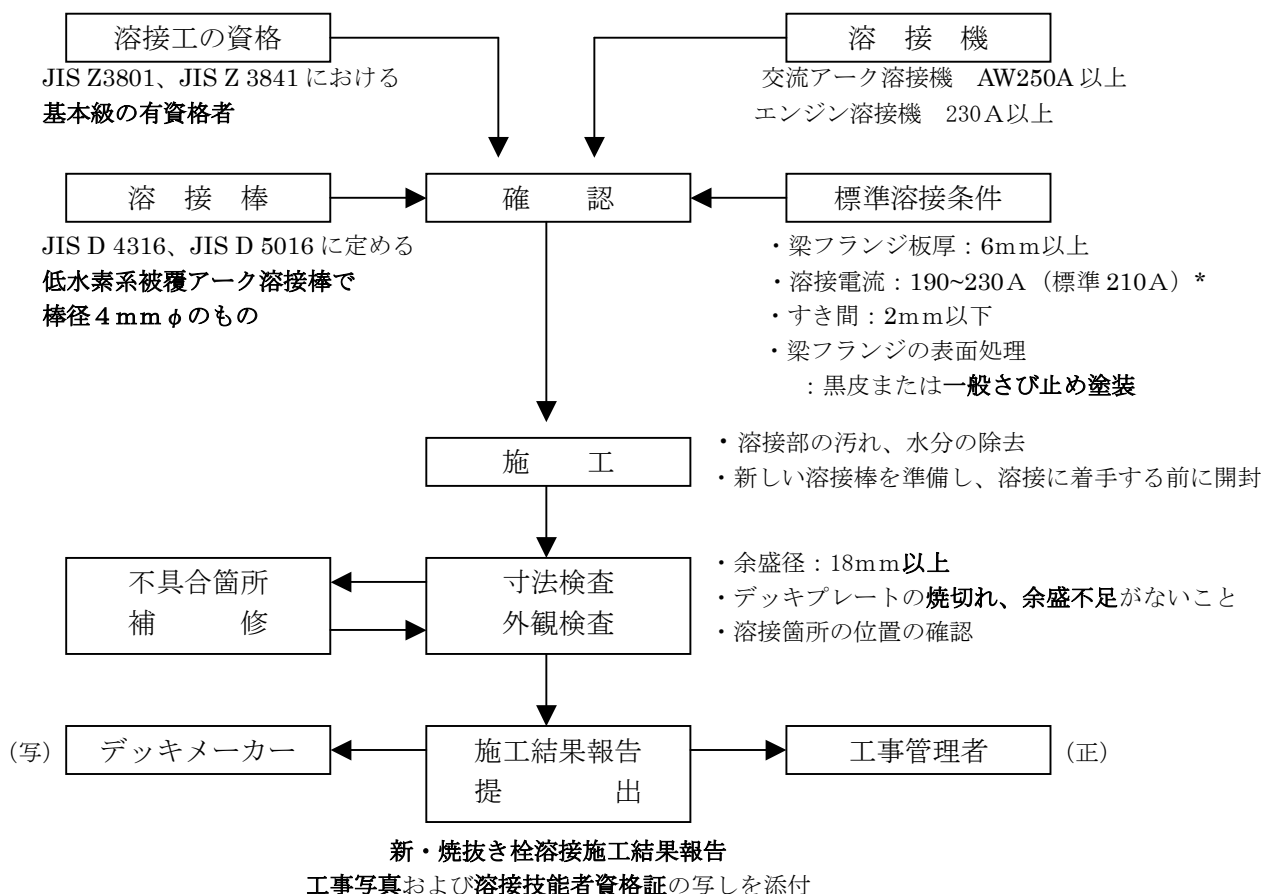 溶接工の資格
JIS Z3801、JIS Z 3841 における
基本級の有資格者
溶 接 機
交流アーク溶接機 AW250A 以上
エンジン溶接機 230A以上
溶 接 棒
JIS D 4316、JIS D 5016 に定める
低水素系被覆アーク溶接棒で
棒径4mmφのもの
確 認
標準溶接条件
・梁フランジ板厚：6mm以上
・溶接電流：190~230A（標準 210A）*
・すき間：2mm以下
・梁フランジの表面処理
：黒皮または一般さび止め塗装
施 工
・溶接部の汚れ、水分の除去
・新しい溶接棒を準備し、溶接に着手する前に開封
不具合箇所
補 修
寸法検査
外観検査
・余盛径：18mm以上
・デッキプレートの焼切れ、余盛不足がないこと
・溶接箇所の位置の確認
（写）
デッキメーカー
施工結果報告
提 出
工事管理者
（正）
新・焼抜き栓溶接施工結果報告
工事写真および溶接技能者資格証の写しを添付